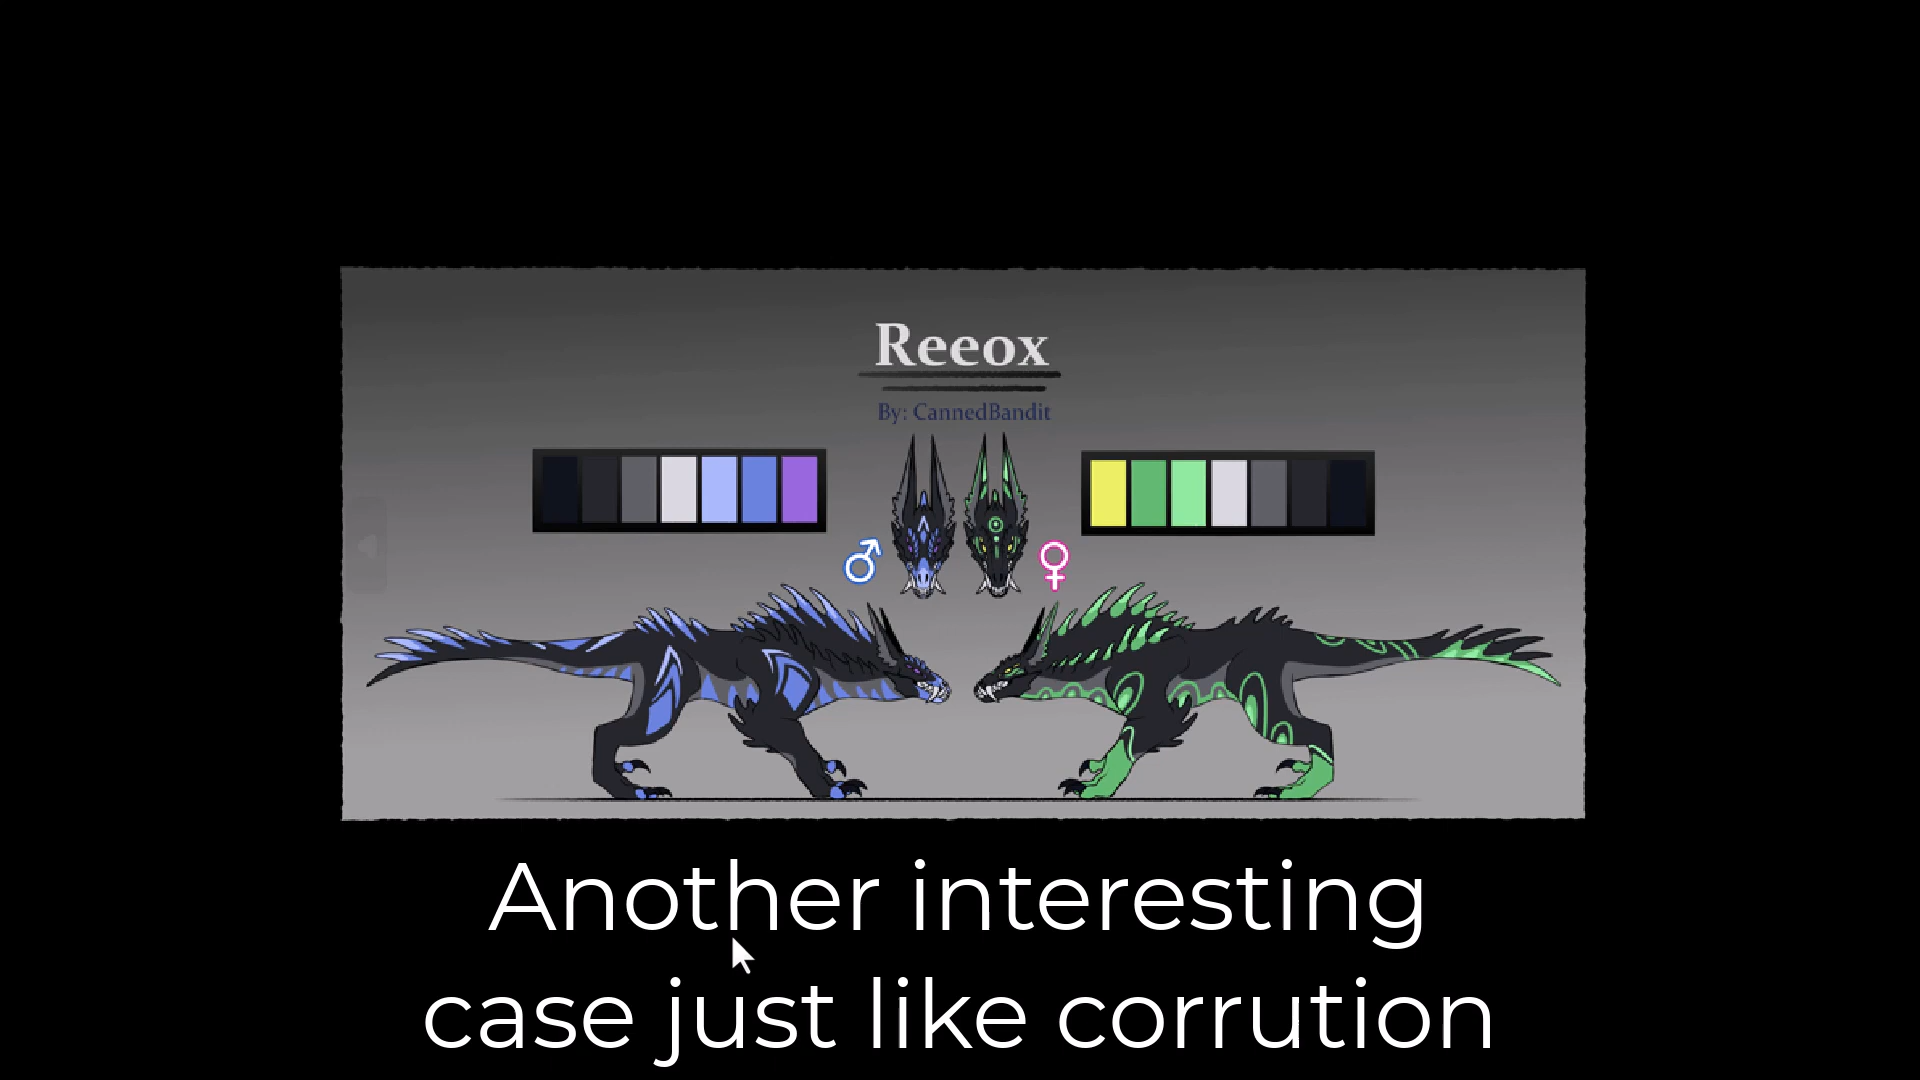 Reeox
By: CannedBandit
Another interesting
case just like corrution